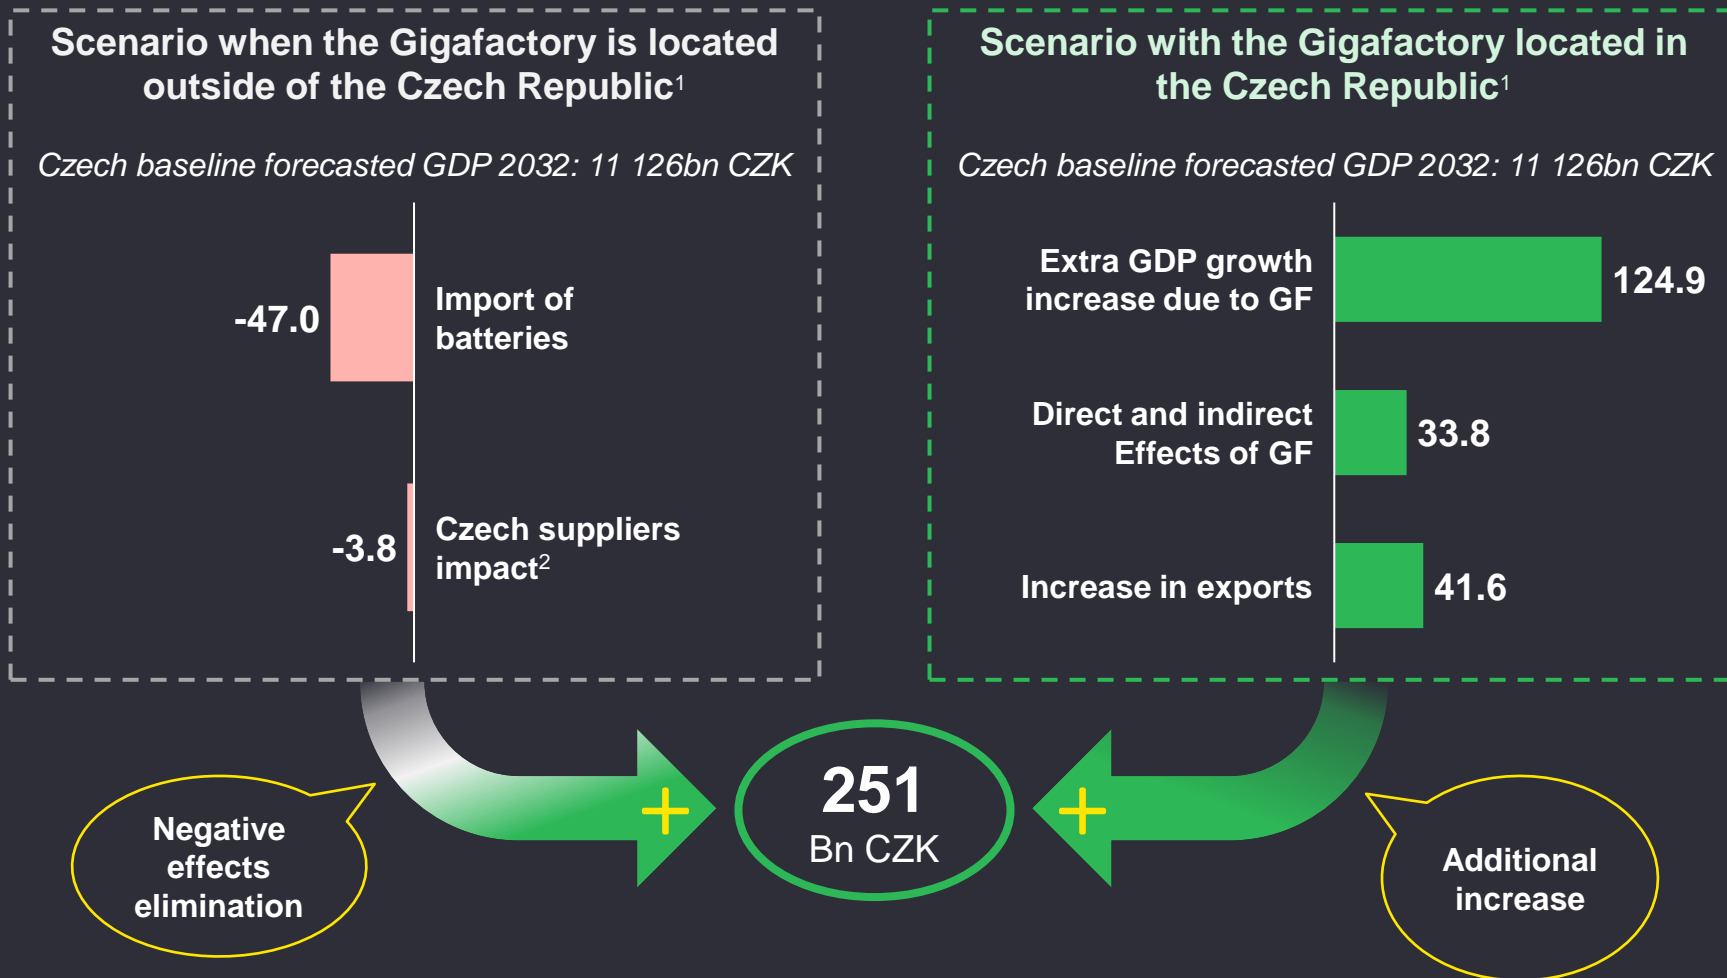 Scenario when the Gigafactory is located
outside of the Czech Republic¹
Czech baseline forecasted GDP 2032: 11 126bn CZK
-47.0
Import of
batteries
-3.8
Czech suppliers
impact²
Scenario with the Gigafactory located in
the Czech Republic¹
Czech baseline forecasted GDP 2032: 11 126bn CZK
Extra GDP growth
increase due to GF
124.9
Direct and indirect
Effects of GF
33.8
Increase in exports
41.6
Negative
effects
elimination
+
251
Bn CZK
+
Additional
increase